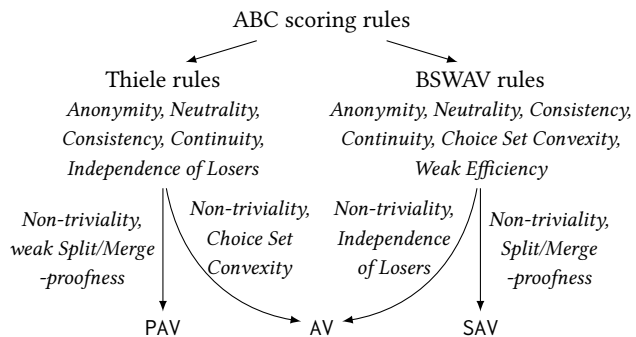 ABC scoring rules
Thiele rules
Anonymity, Neutrality,
Consistency, Continuity,
Independence of Losers
BSWAV rules
Anonymity, Neutrality, Consistency,
Continuity, Choice Set Convexity,
Weak Efficiency
Non-triviality,
weak Split/Merge
-proofness
Non-triviality,
Choice Set
Convexity
Non-triviality,
Independence
of Losers
Non-triviality,
Split/Merge
-proofness
PAV
AV
SAV